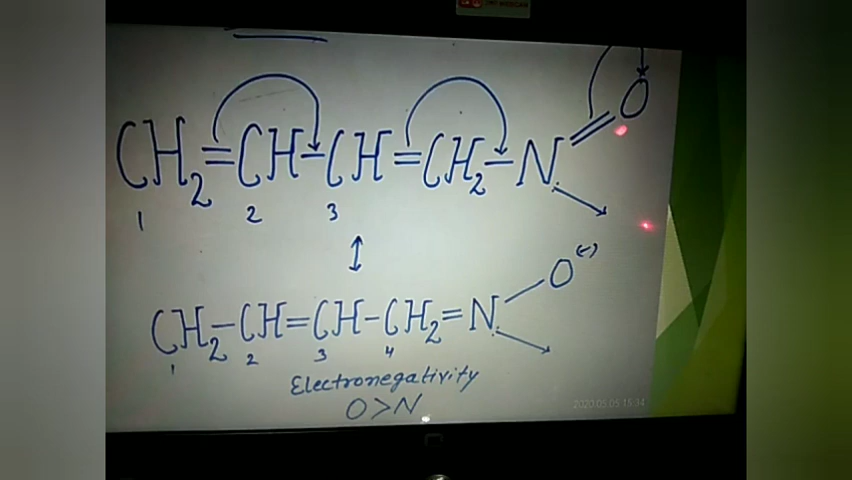 O
CH2=CH-CH=CH2-N
1 2 3
O(-)
CH2-CH=CH-CH2=N
1 2 3 4
Electronegativity
O>N
2020.05.05 15:34